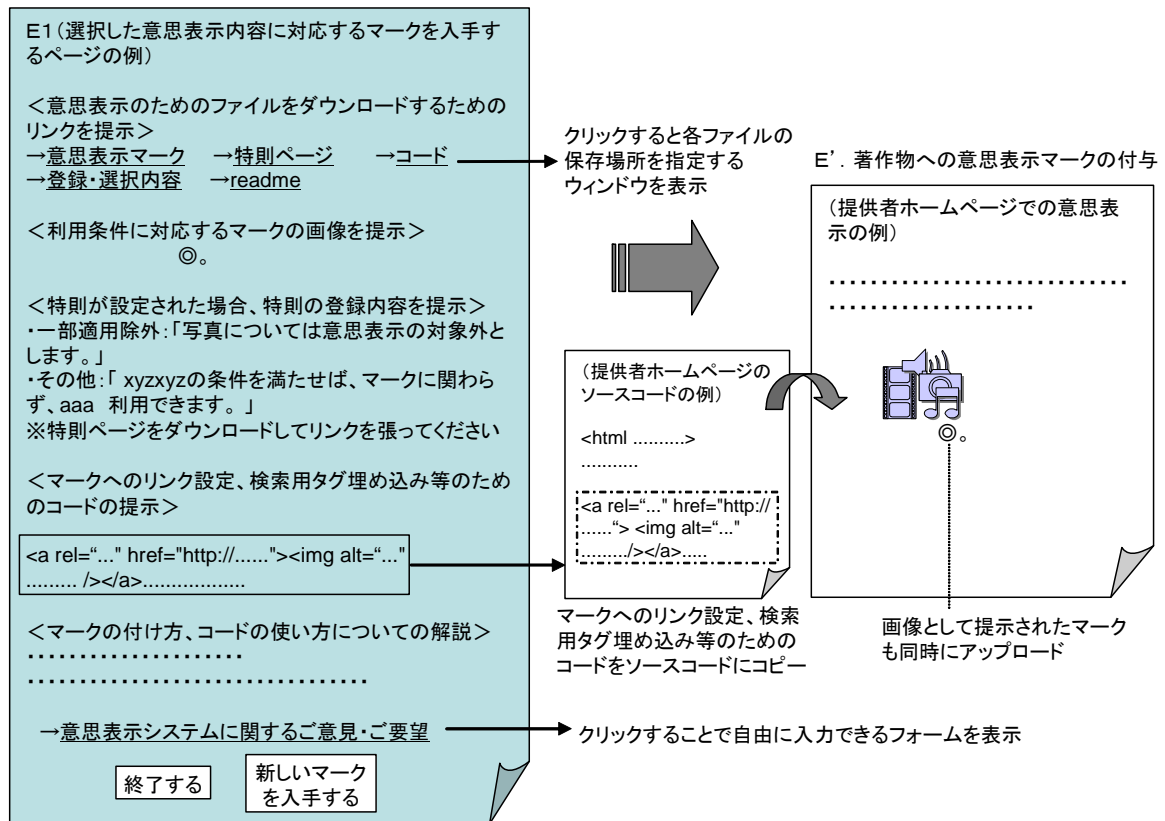 E1(選択した意思表示内容に対応するマークを入手す
るページの例)
<意思表示のためのファイルをダウンロードするための
リンクを提示>
→意思表示マーク →特則ページ →コード
→登録・選択内容 →readme
<利用条件に対応するマークの画像を提示>
◎。
<特則が設定された場合、特則の登録内容を提示>
・一部適用除外:「写真については意思表示の対象外と
します。」
・その他:「 xyzxyzの条件を満たせば、マークに関わら
ず、aaa 利用できます。」
※特則ページをダウンロードしてリンクを張ってください
<マークへのリンク設定、検索用タグ埋め込み等のため
のコードの提示>
<a rel=“..." href="http://......"><img alt=“..."
......... /></a>...................
<マークの付け方、コードの使い方についての解説>
・・・・・・・・・・・・・・・・・・・・・
・・・・・・・・・・・・・・・・・・・・・・・・・・・・・・・・・
→意思表示システムに関するご意見・ご要望
終了する
新しいマーク
を入手する
クリックすると各ファイルの
保存場所を指定する
ウィンドウを表示
(提供者ホームページの
ソースコードの例)
<html ..........>
...........
<a rel=“..." href="http://
......“> <img alt=“..."
........../></a>.....
マークへのリンク設定、検索
用タグ埋め込み等のための
コードをソースコードにコピー
クリックすることで自由に入力できるフォームを表示
E’. 著作物への意思表示マークの付与
(提供者ホームページでの意思表
示の例)
・・・・・・・・・・・・・・・・・・・・・・・・・・・・・
・・・・・・・・・・・・・・・・・・・・
◎。
画像として提示されたマーク
も同時にアップロード